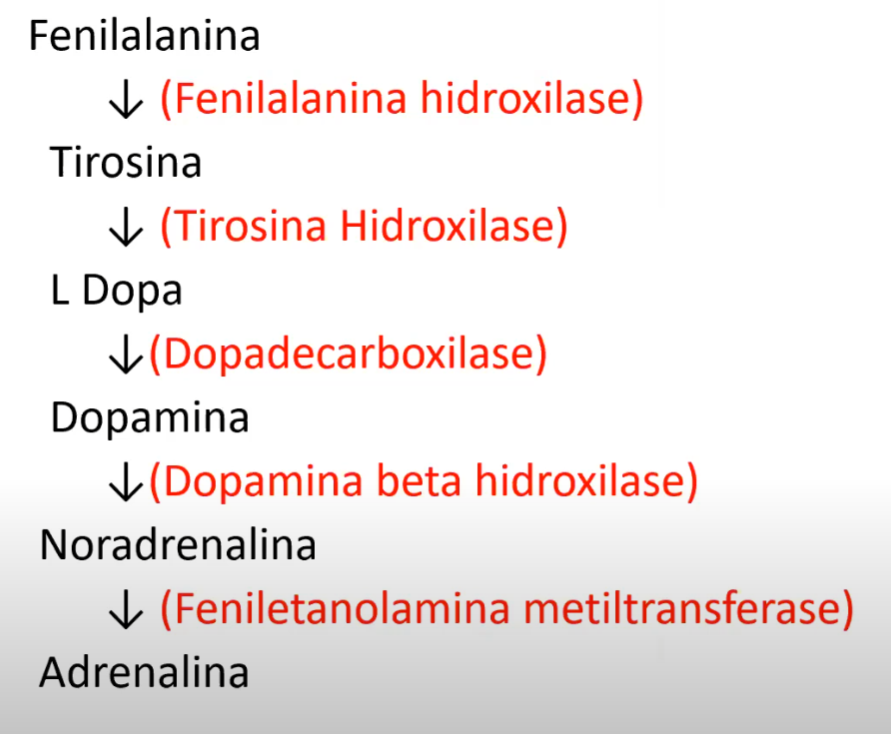 Fenilalanina
↓ (Fenilalanina hidroxilase)
Tirosina
↓ (Tirosina Hidroxilase)
L Dopa
↓(Dopadecarboxilase)
Dopamina
↓(Dopamina beta hidroxilase)
Noradrenalina
↓ (Feniletanolamina metiltransferase)
Adrenalina